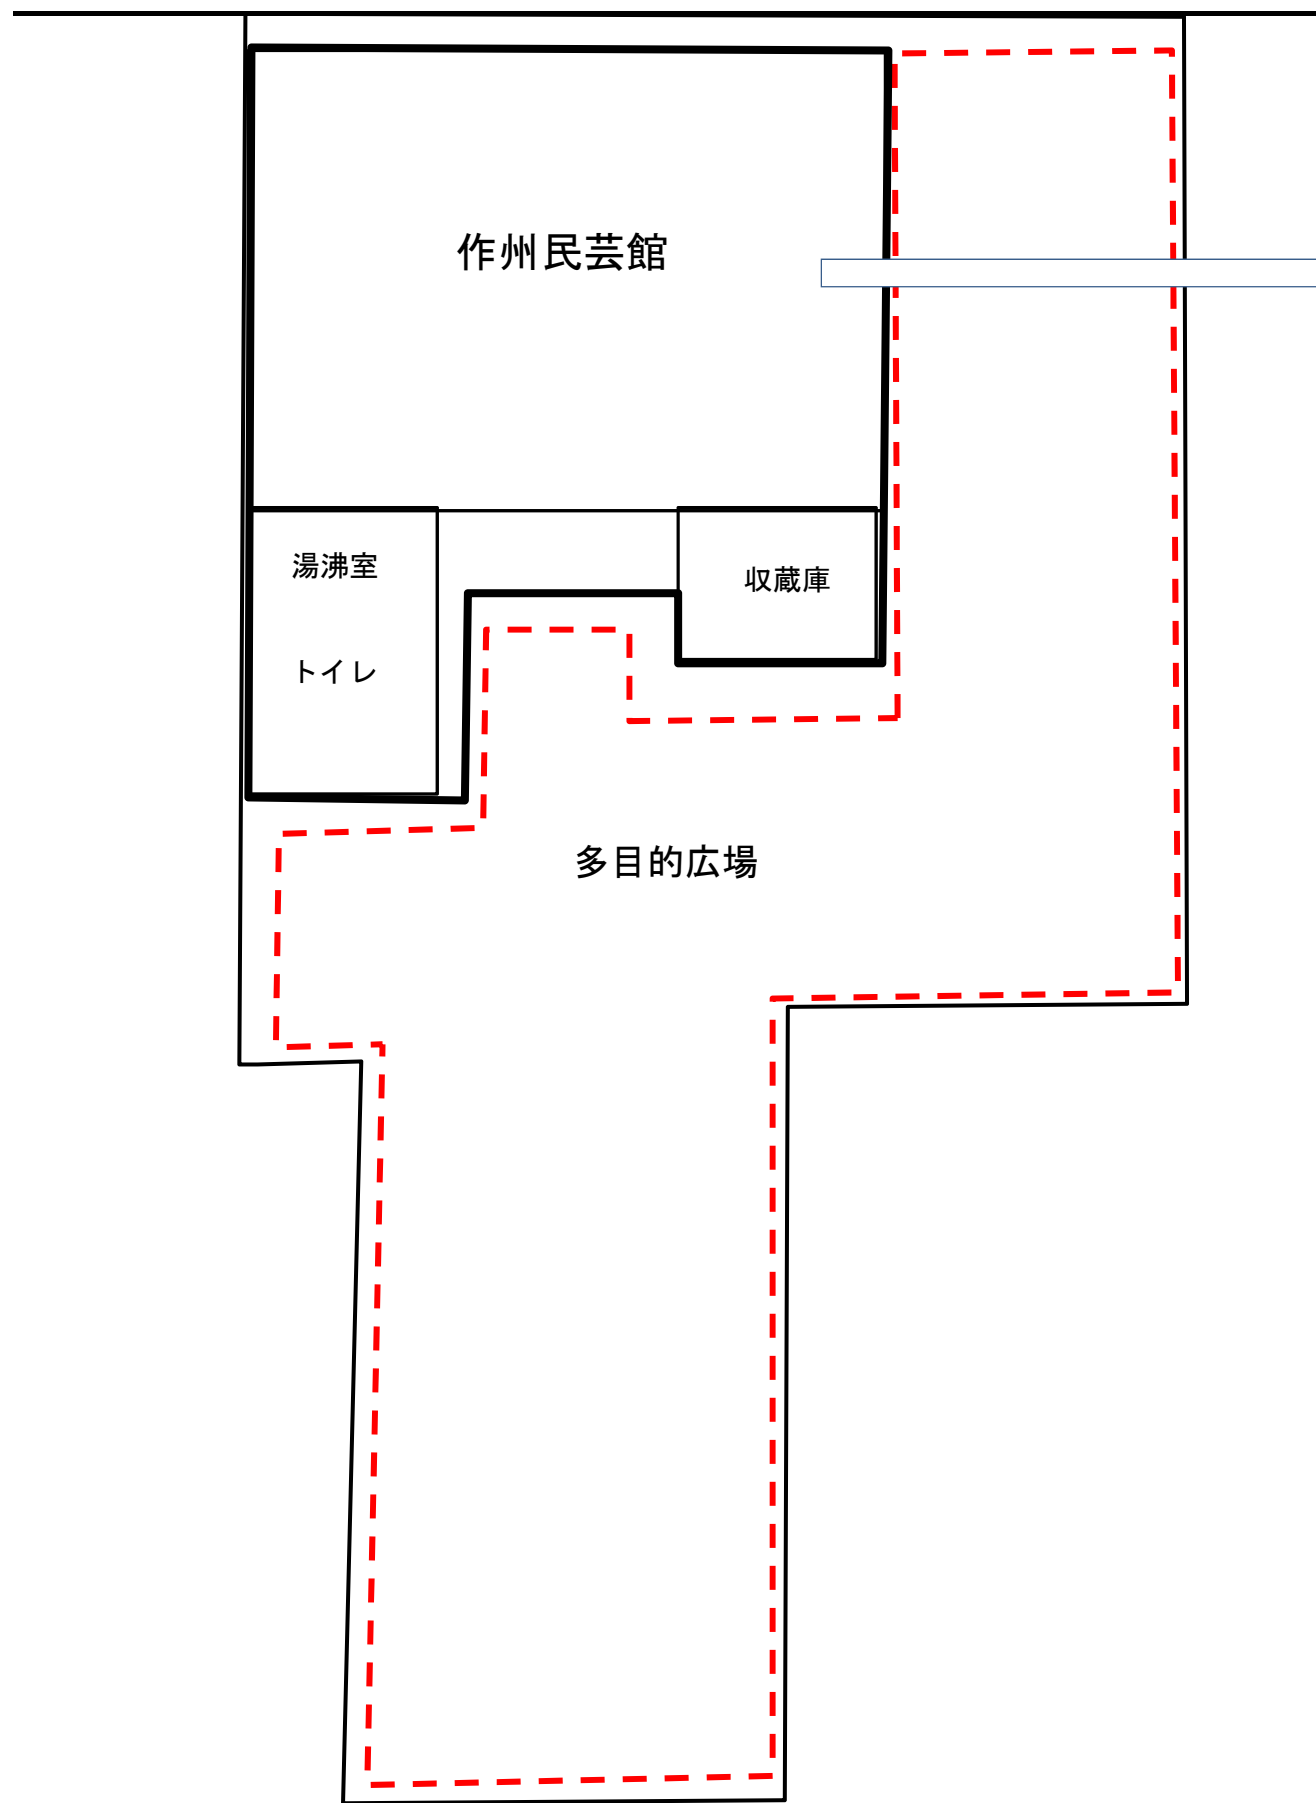 作州民芸館
湯沸室
収蔵庫
トイレ
多目的広場